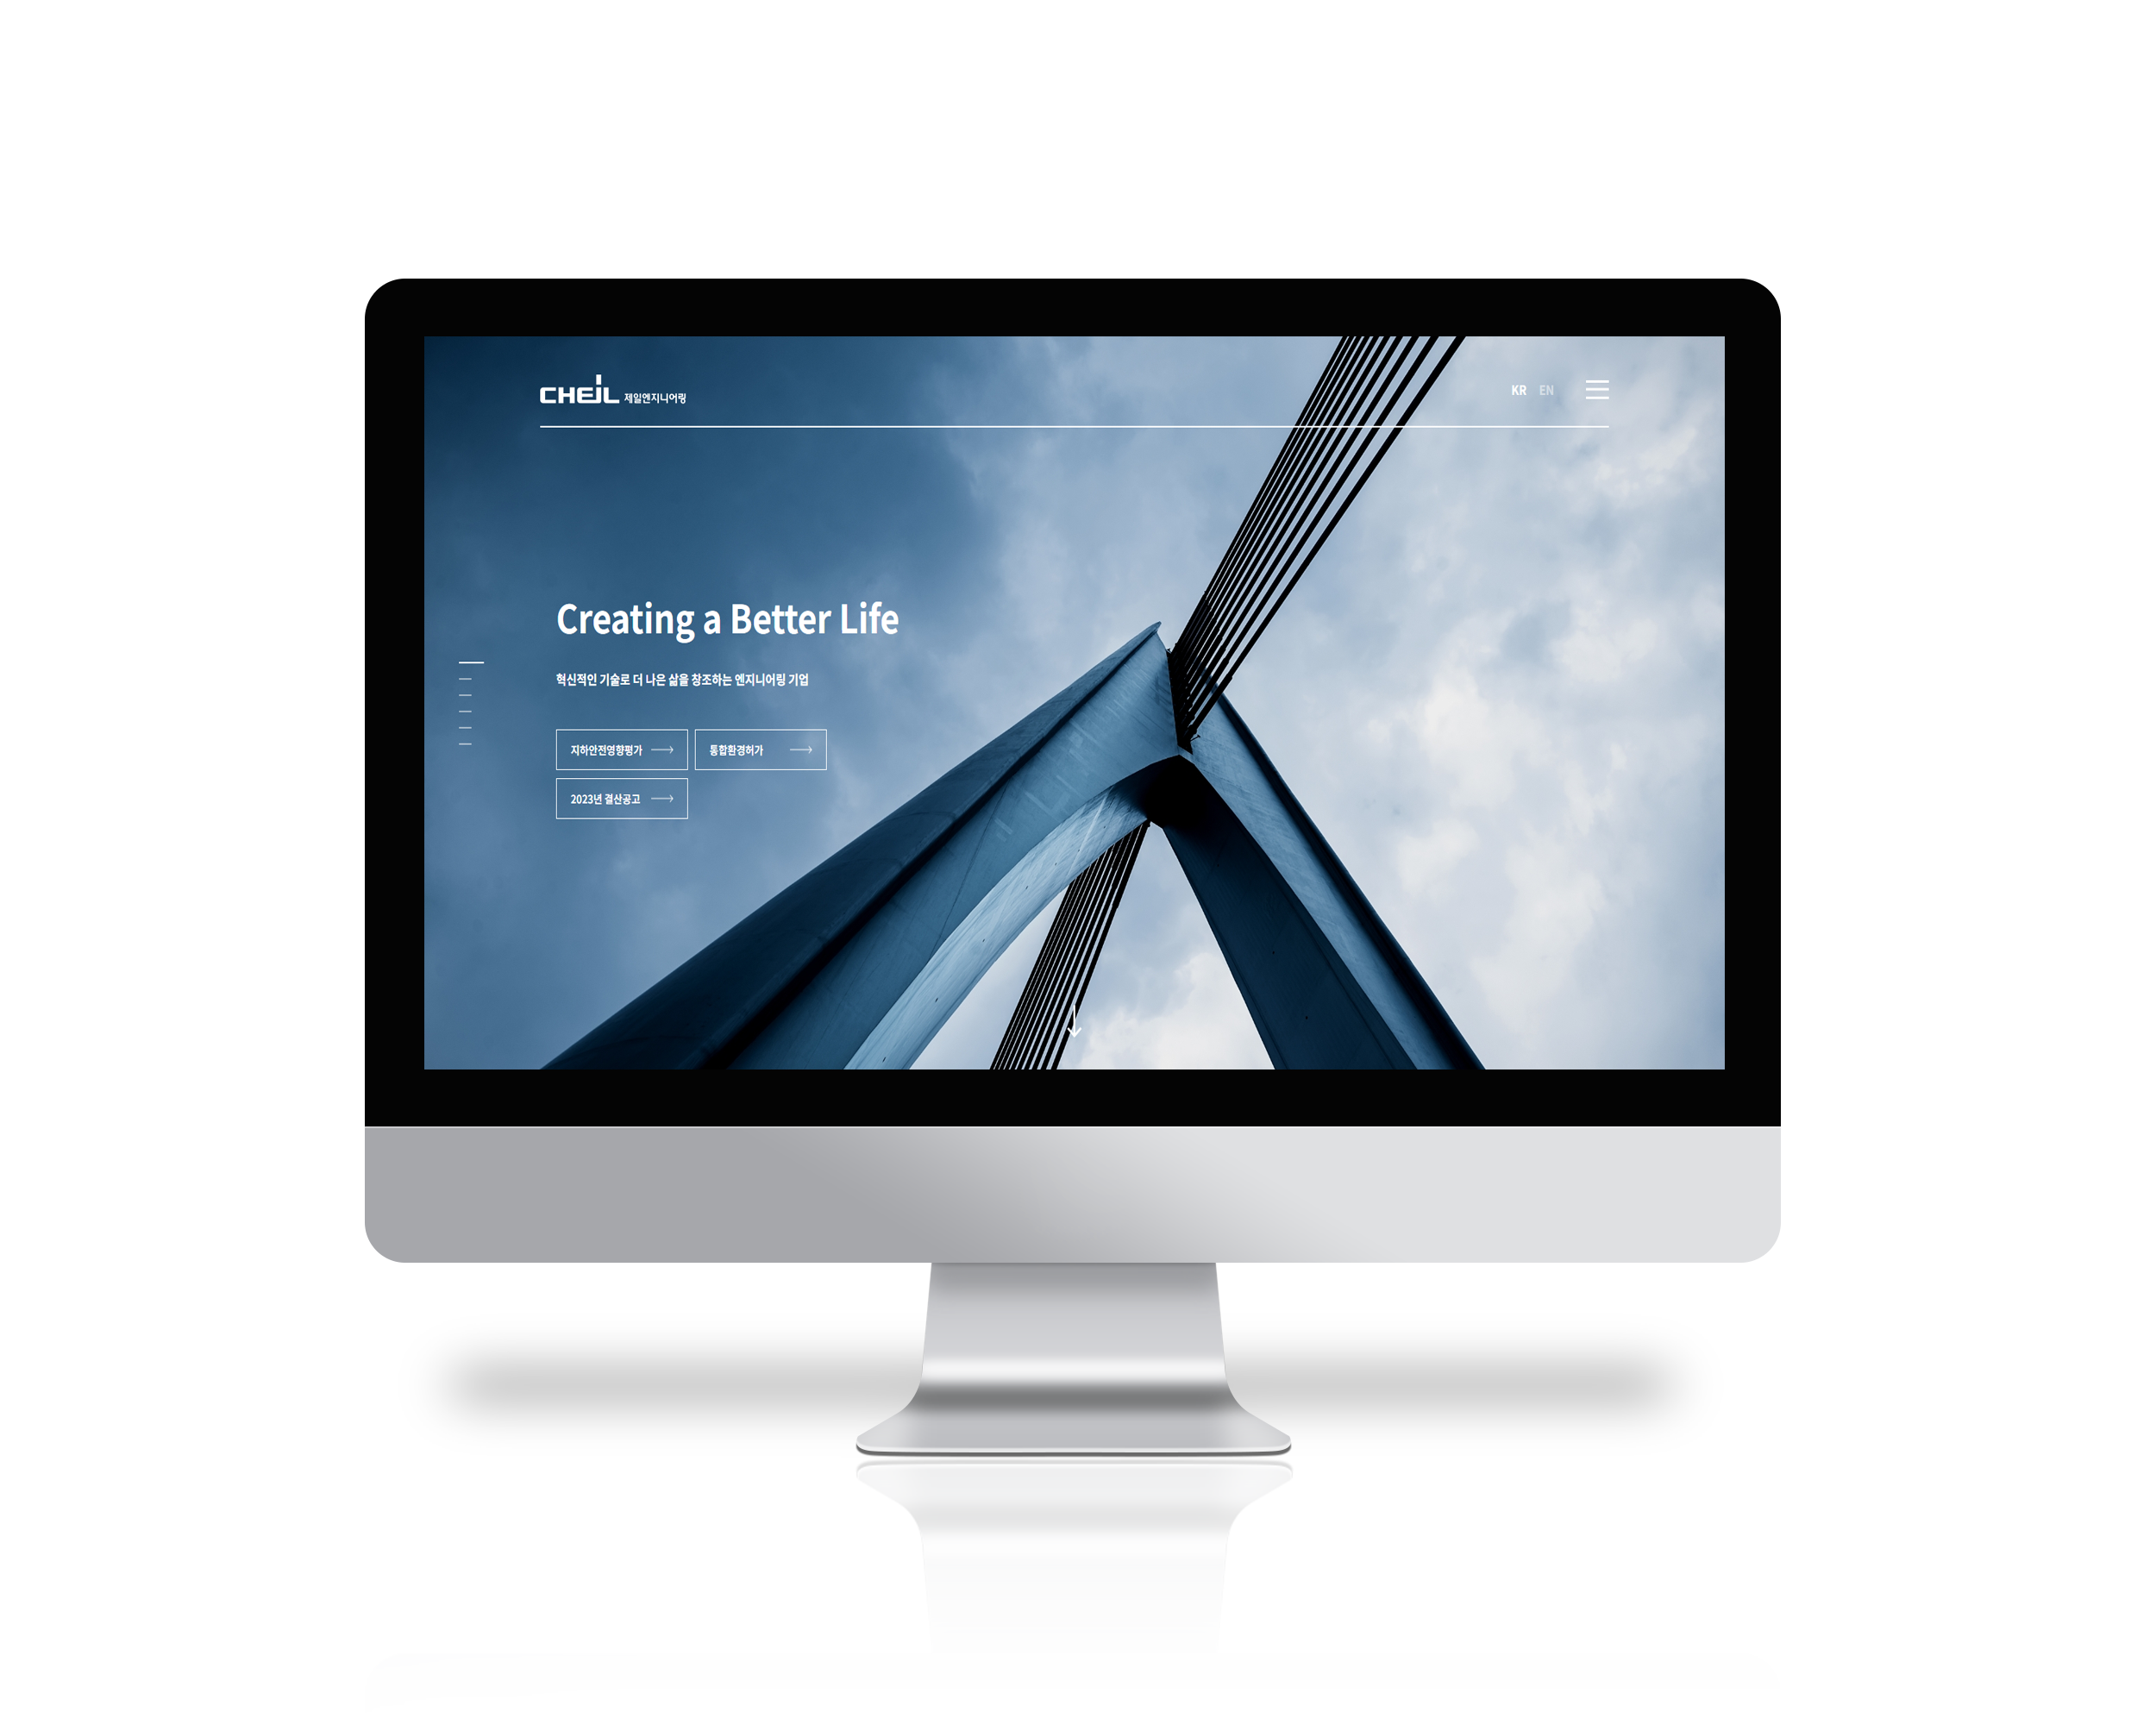 CHEIL 제일엔지니어링
KR EN
Creating a Better Life
혁신적인 기술로 더 나은 삶을 창조하는 엔지니어링 기업
지하안전영향평가
통합환경허가
2023년 결산공고